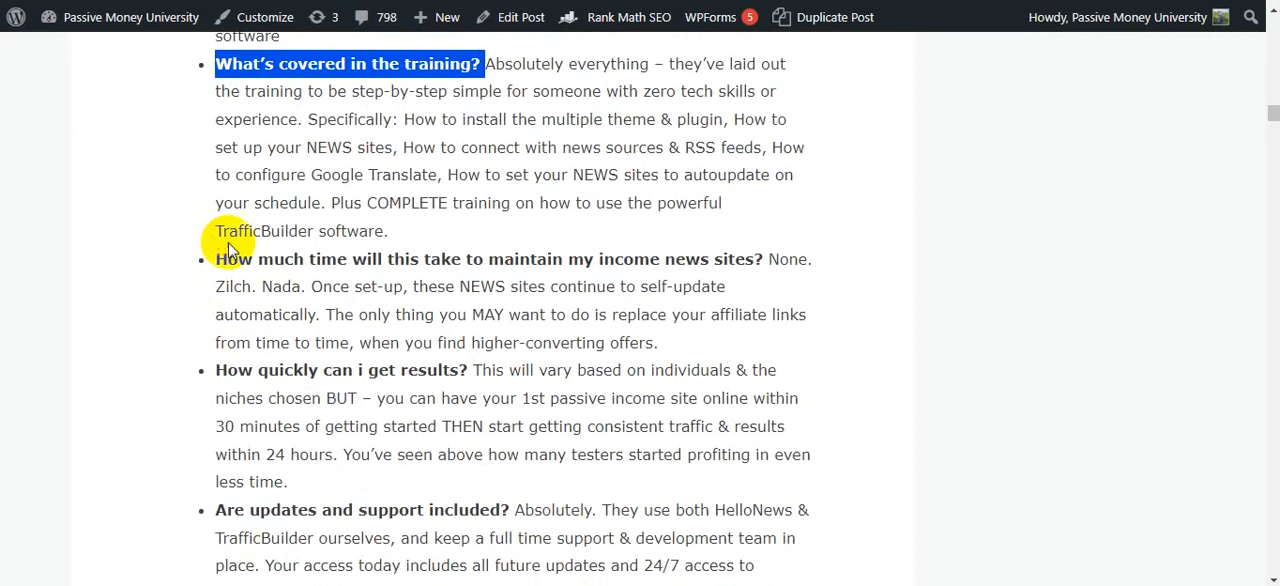 Passive Money University Customize 3 798 New Edit Post Rank Math SEO WPForms 5 Duplicate Post Howdy, Passive Money University
software
What’s covered in the training? Absolutely everything – they’ve laid out
the training to be step-by-step simple for someone with zero tech skills or
experience. Specifically: How to install the multiple theme & plugin, How to
set up your NEWS sites, How to connect with news sources & RSS feeds, How
to configure Google Translate, How to set your NEWS sites to autoupdate on
your schedule. Plus COMPLETE training on how to use the powerful
TrafficBuilder software.
How much time will this take to maintain my income news sites? None.
Zilch. Nada. Once set-up, these NEWS sites continue to self-update
automatically. The only thing you MAY want to do is replace your affiliate links
from time to time, when you find higher-converting offers.
How quickly can i get results? This will vary based on individuals & the
niches chosen BUT – you can have your 1st passive income site online within
30 minutes of getting started THEN start getting consistent traffic & results
within 24 hours. You’ve seen above how many testers started profiting in even
less time.
Are updates and support included? Absolutely. They use both HelloNews &
TrafficBuilder ourselves, and keep a full time support & development team in
place. Your access today includes all future updates and 24/7 access to